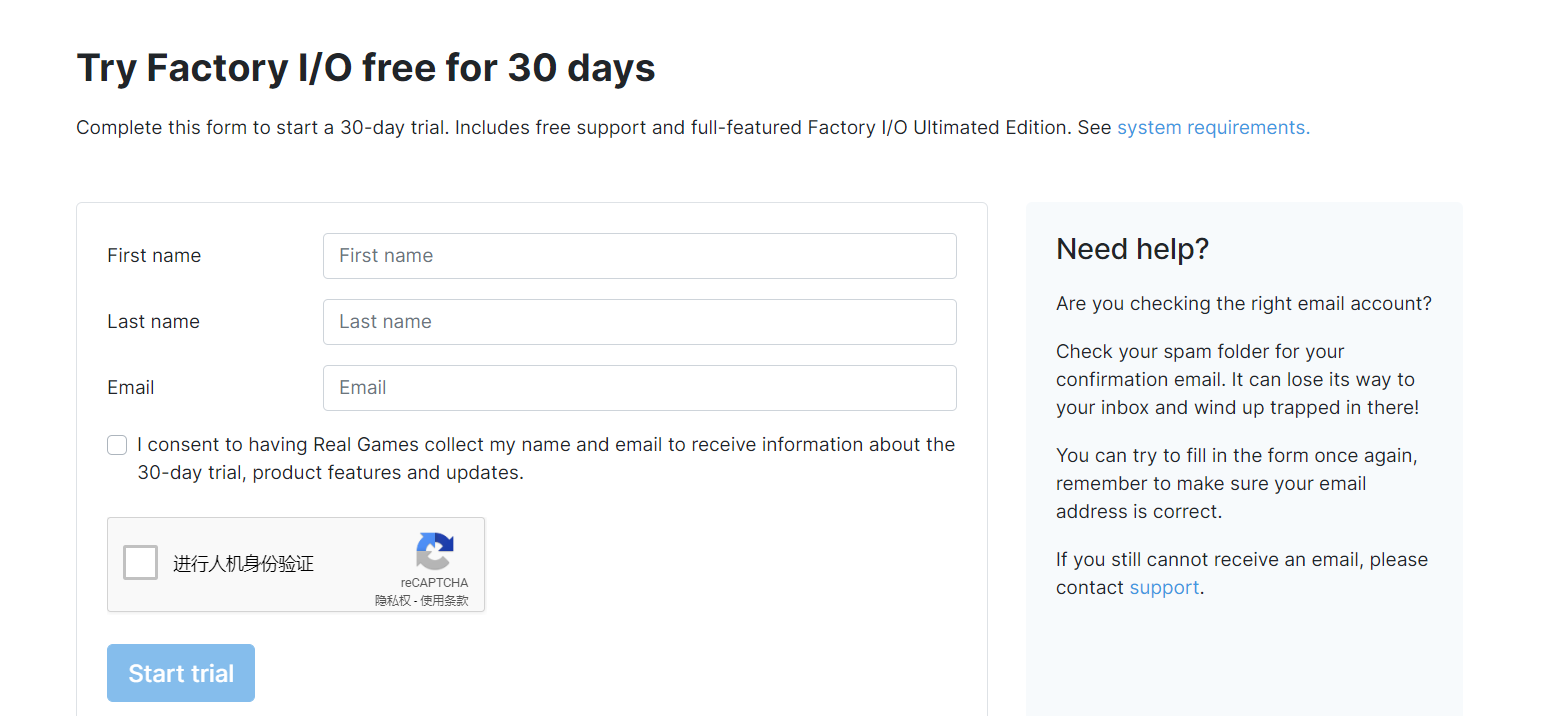 Try Factory I/O free for 30 days
Complete this form to start a 30-day trial. Includes free support and full-featured Factory I/O Ultimated Edition. See system requirements.
First name
First name
Last name
Last name
Email
Email
I consent to having Real Games collect my name and email to receive information about the
30-day trial, product features and updates.
进行人机身份验证
reCAPTCHA
隐私权 - 使用条款
Start trial
Need help?
Are you checking the right email account?
Check your spam folder for your
confirmation email. It can lose its way to
your inbox and wind up trapped in there!
You can try to fill in the form once again,
remember to make sure your email
address is correct.
If you still cannot receive an email, please
contact support.